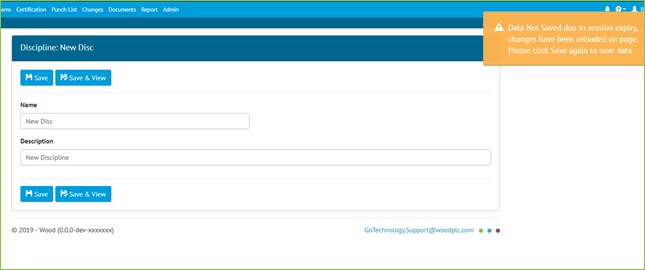 ems Certification Punch List Changes Documents Report Admin
Data Not Saved due to session expiry,
changes have been reloaded on page.
Please click Save again to save data
Discipline: New Disc
Save Save & View
Name
New Disc
Description
New Discipline
Save Save & View
© 2019 - Wood (0.0.0-dev-xxxxxxx) GoTechnology.Support@woodplc.com